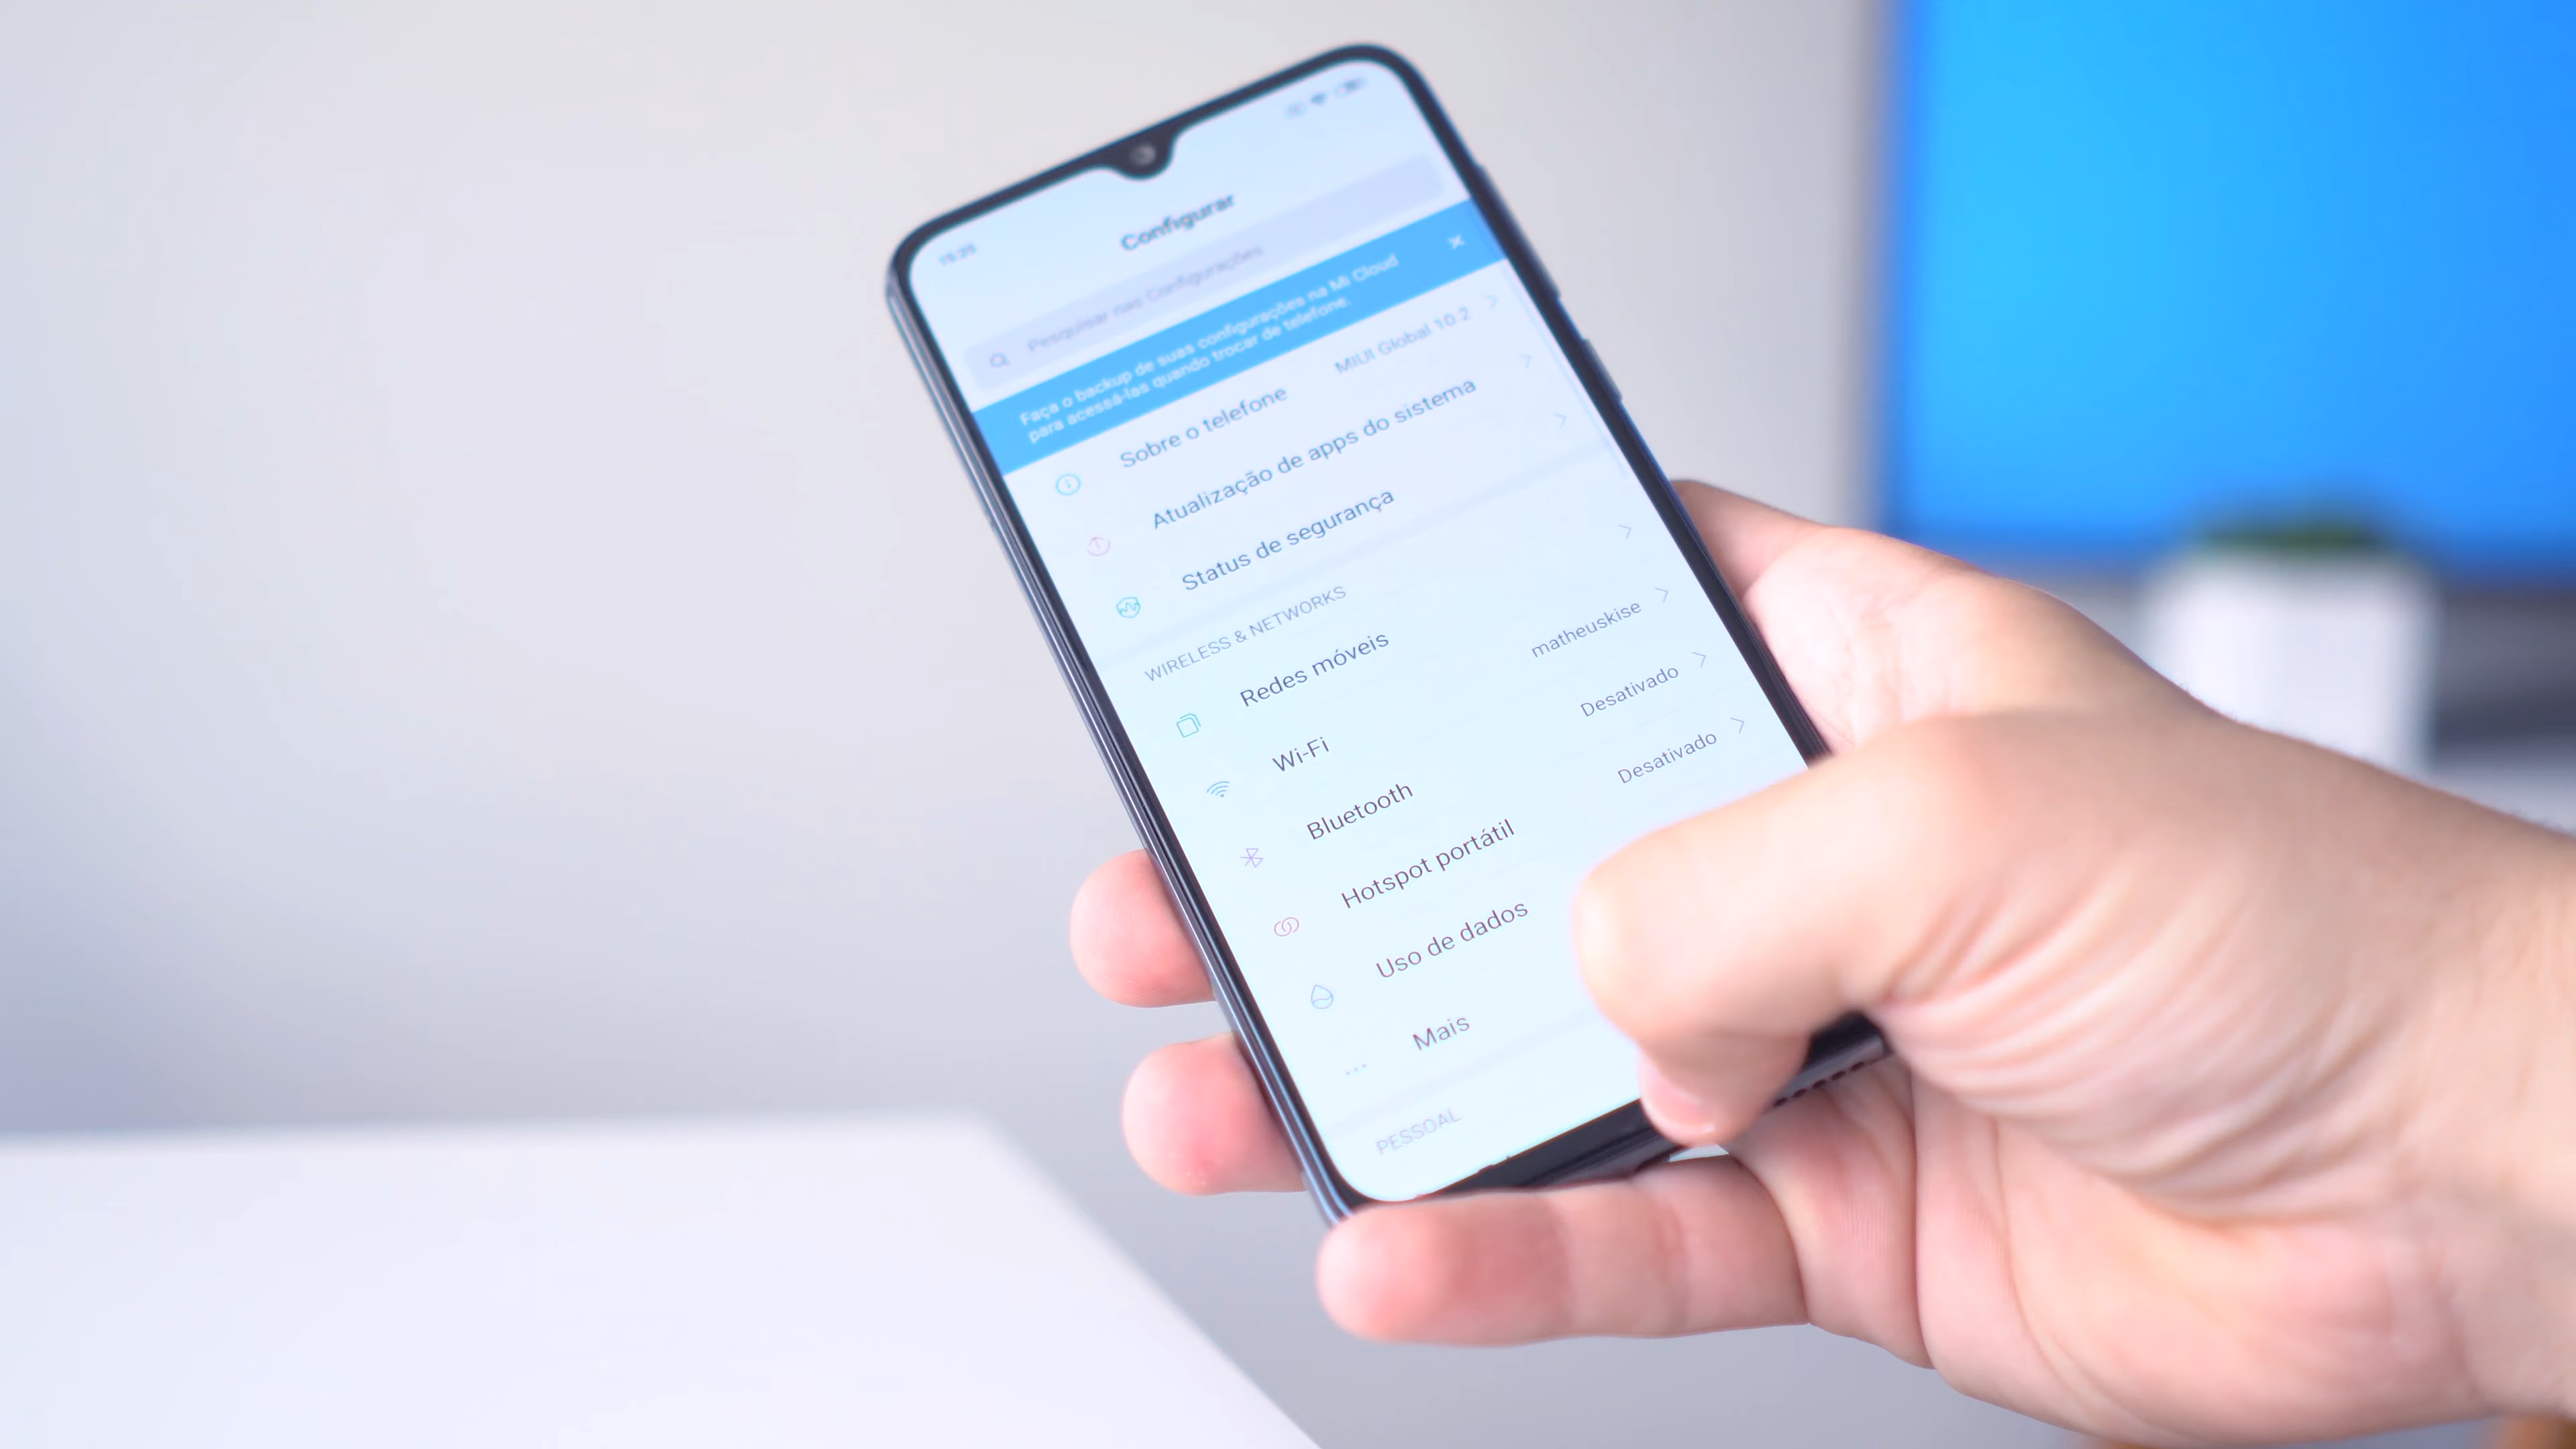 15:25
Configurar
Pesquisar nas Configurações
Faça o backup de suas configurações na Mi Cloud
para acessá-las quando trocar de telefone.
Sobre o telefone MIUI Global 10.2
Atualização de apps do sistema
Status de segurança
WIRELESS & NETWORKS
Redes móveis
Wi-Fi matheuskise
Bluetooth Desativado
Hotspot portátil Desativado
Uso de dados
Mais
PESSOAL